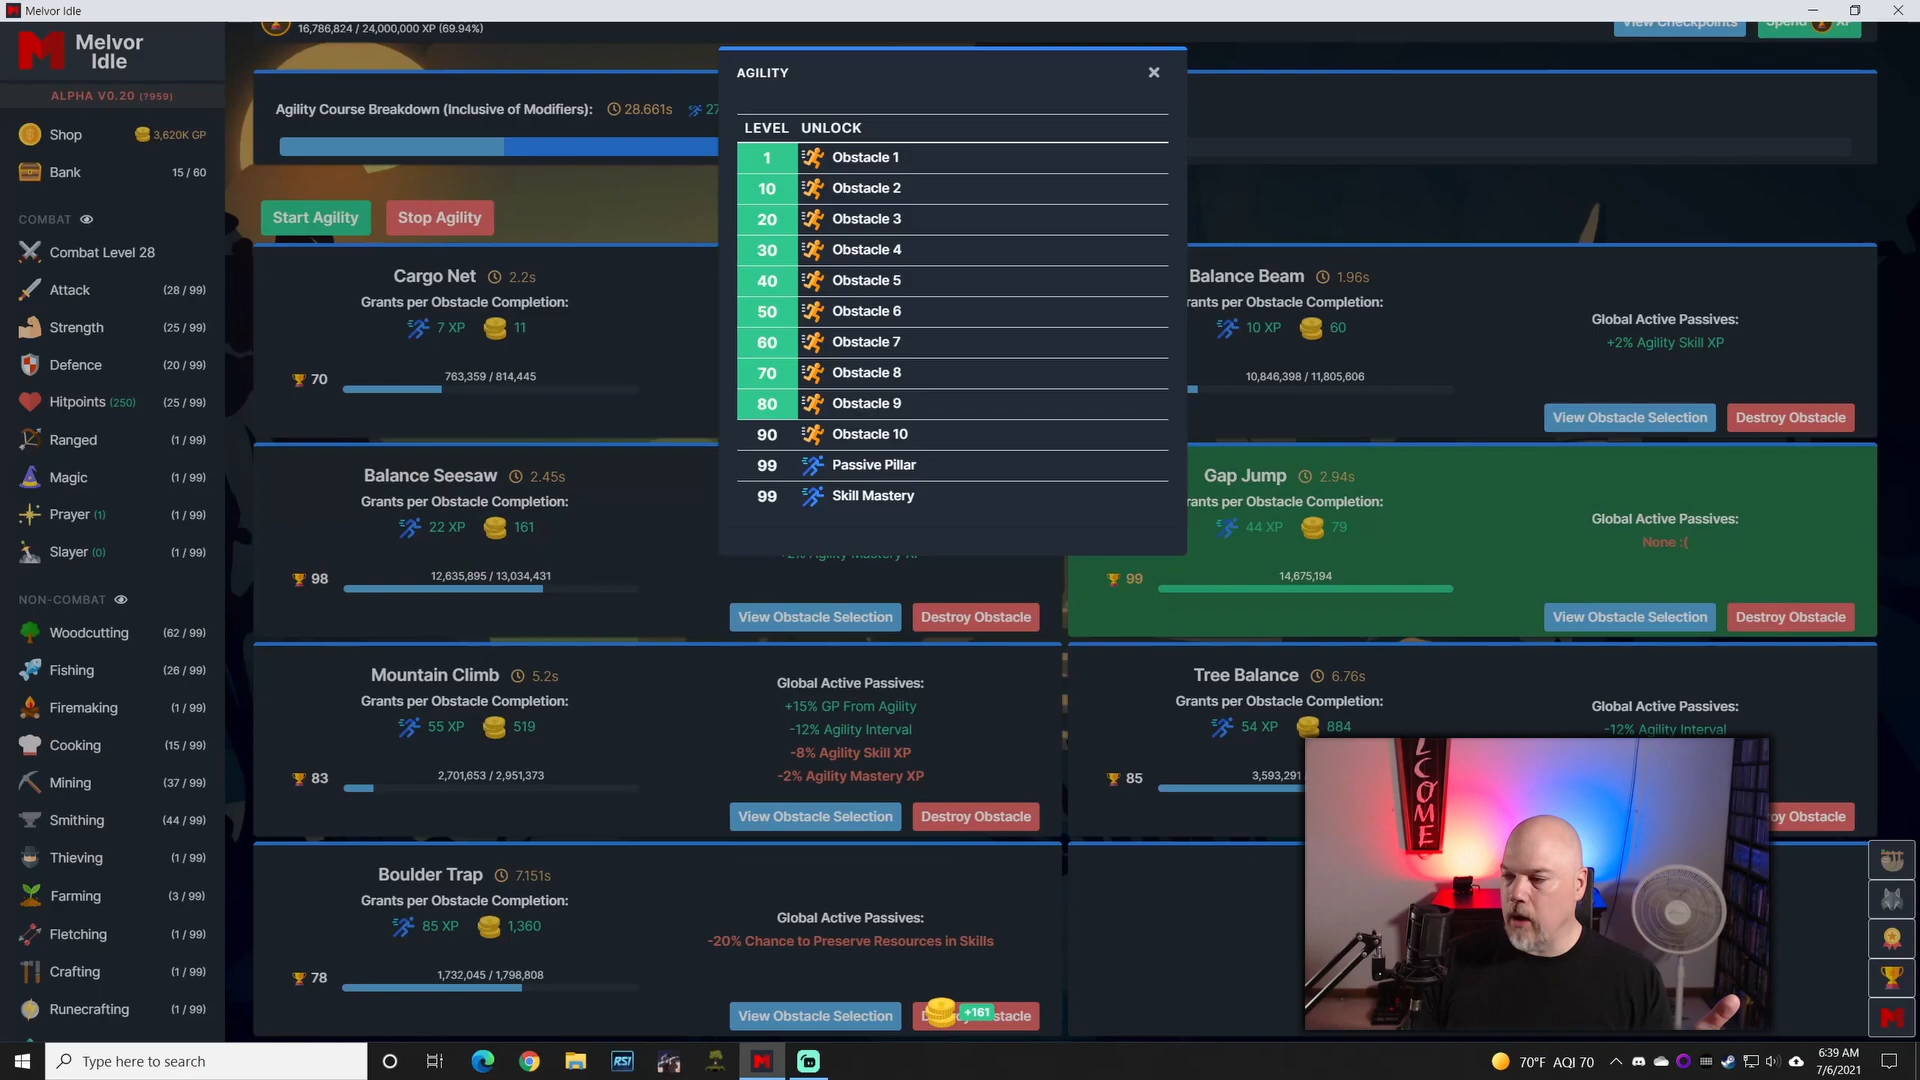 Melvor Idle
Melvor
Idle
ALPHA V0.20 (?959)
Shop 3,620K GP
Bank 15 / 60
COMBAT
Combat Level 28
Attack (28 / 99)
Strength (25 / 99)
Defence (20 / 99)
Hitpoints (250) (25 / 99)
Ranged (1 / 99)
Magic (1 / 99)
Prayer (1) (1 / 99)
Slayer (0) (1 / 99)
NON-COMBAT
Woodcutting (62 / 99)
Fishing (26 / 99)
Firemaking (1 / 99)
Cooking (15 / 99)
Mining (37 / 99)
Smithing (44 / 99)
Thieving (1 / 99)
Farming (3 / 99)
Fletching (1 / 99)
Crafting (1 / 99)
Runecrafting (1 / 99)
16,786,824 / 24,000,000 XP (69.94%)
View Checkpoints
Spend XP
Agility Course Breakdown (Inclusive of Modifiers): 28.661s 27
Start Agility
Stop Agility
AGILITY
LEVEL UNLOCK
1 Obstacle 1
10 Obstacle 2
20 Obstacle 3
30 Obstacle 4
40 Obstacle 5
50 Obstacle 6
60 Obstacle 7
70 Obstacle 8
80 Obstacle 9
90 Obstacle 10
99 Passive Pillar
99 Skill Mastery
Cargo Net 2.2s
Grants per Obstacle Completion:
7 XP 11
70 763,359 / 814,445
Balance Beam 1.96s
rants per Obstacle Completion:
10 XP 60
10,846,398 / 11,805,606
Global Active Passives:
+2% Agility Skill XP
View Obstacle Selection
Destroy Obstacle
Balance Seesaw 2.45s
Grants per Obstacle Completion:
22 XP 161
98 12,635,895 / 13,034,431
+2% Agility Mastery XP
View Obstacle Selection
Destroy Obstacle
Gap Jump 2.94s
rants per Obstacle Completion:
44 XP 79
99 14,675,194
Global Active Passives:
None :(
View Obstacle Selection
Destroy Obstacle
Mountain Climb 5.2s
Grants per Obstacle Completion:
55 XP 519
83 2,701,653 / 2,951,373
Global Active Passives:
+15% GP From Agility
-12% Agility Interval
-8% Agility Skill XP
-2% Agility Mastery XP
View Obstacle Selection
Destroy Obstacle
Tree Balance 6.76s
Grants per Obstacle Completion:
54 XP 884
85 3,593,291
Global Active Passives:
-12% Agility Interval
oy Obstacle
Boulder Trap 7.151s
Grants per Obstacle Completion:
85 XP 1,360
78 1,732,045 / 1,798,808
Global Active Passives:
-20% Chance to Preserve Resources in Skills
View Obstacle Selection
+161
LCOME
Type here to search
RSI
70°F AQI 70
6:39 AM
7/6/2021